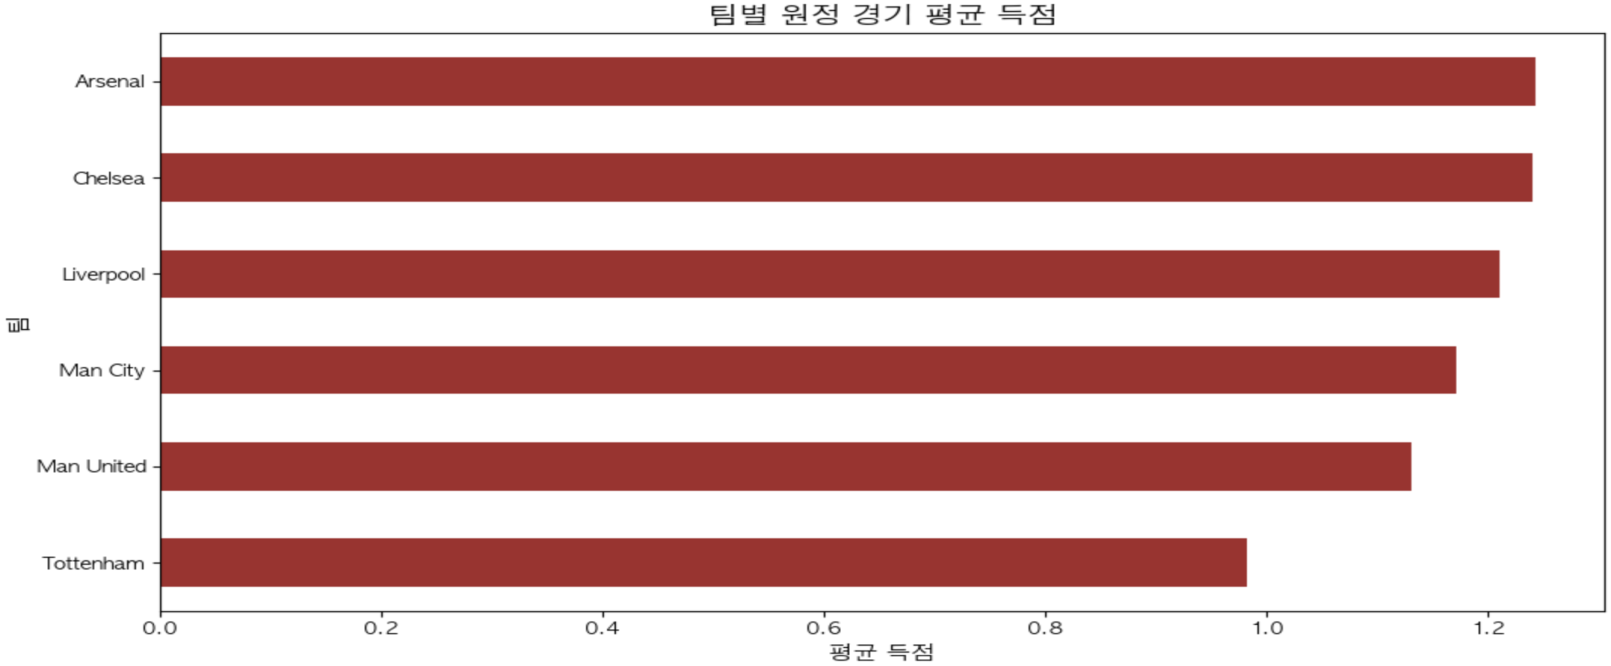 팀별 원정 경기 평균 득점
Arsenal
Chelsea
Liverpool
Man City
Man United
Tottenham
팀
0.0 0.2 0.4 0.6 0.8 1.0 1.2
평균 득점